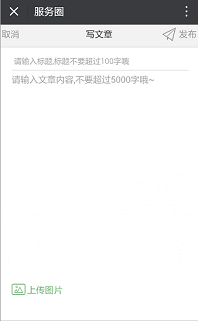 服务圈
取消 写文章 发布
请输入标题,标题不要超过100字哦
请输入文章内容,不要超过5000字哦~
上传图片